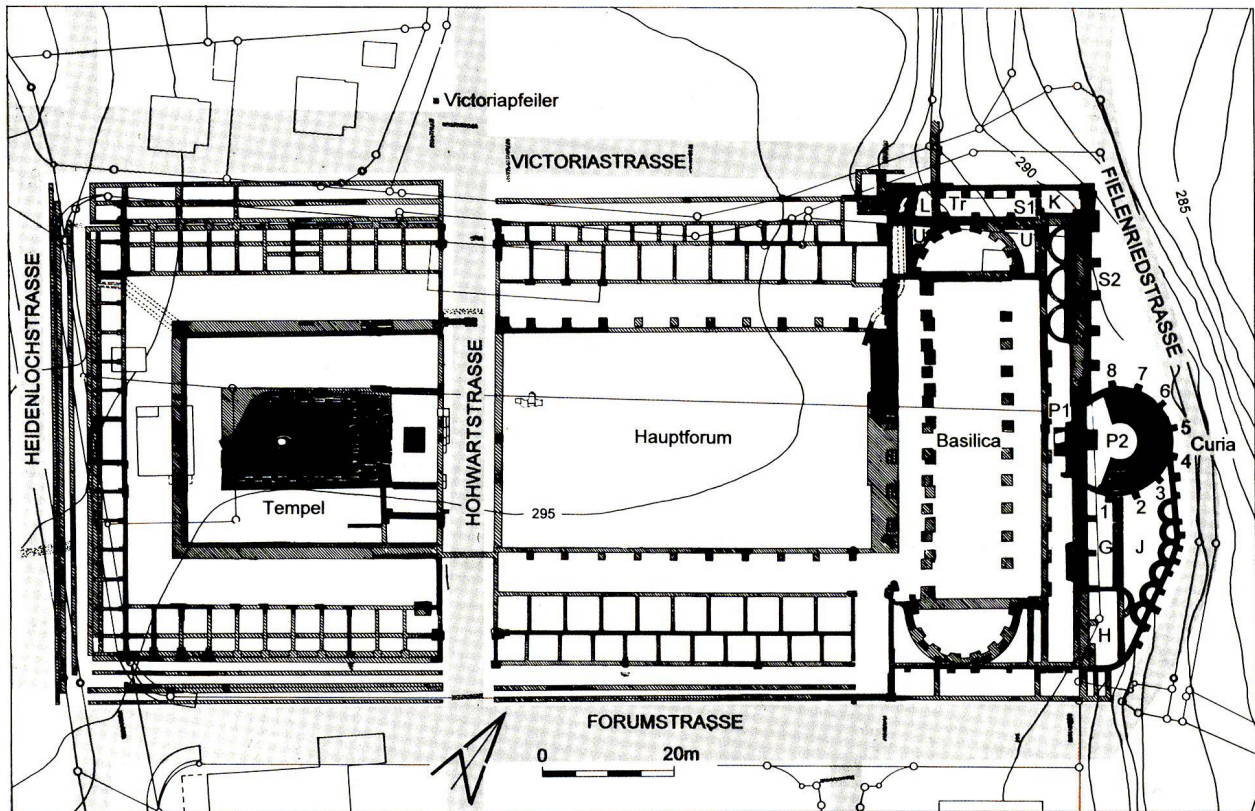 Victoriapfeiler
VICTORIASTRASSE
290
285
FIELENRIEDSTRASSE
L
Tr
S1
K
U
U
S2
HEIDENLOCHSTRASSE
HOHWARTSTRASSE
8
7
6
5
4
3
2
1
P1
P2
Curia
Hauptforum
Basilica
Tempel
295
G
J
H
FORUMSTRASSE
N
0
20m